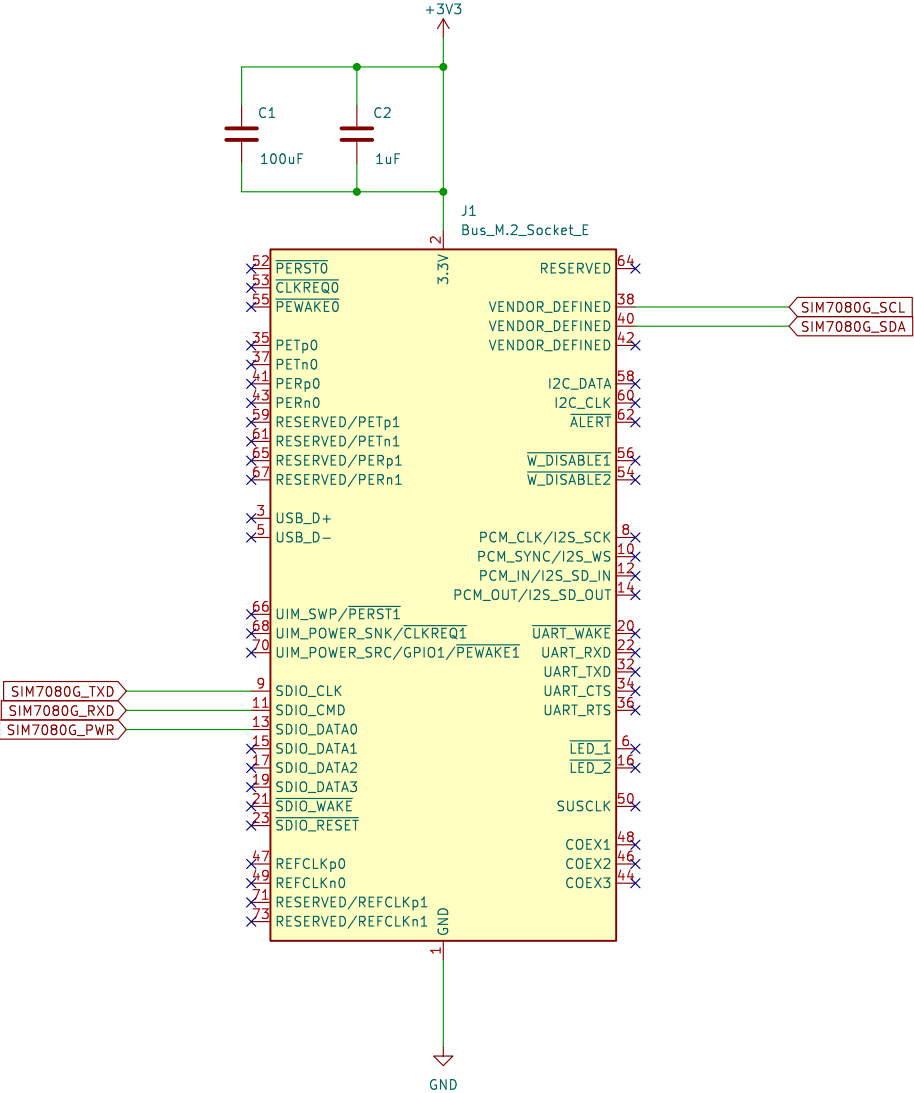 +3V3
C1
100uF
C2
1uF
J1
Bus_M.2_Socket_E
2
3.3V
52 PERST0
53 CLKREQ0
55 PEWAKE0
35 PETp0
37 PETn0
41 PERp0
43 PERn0
59 RESERVED/PETp1
61 RESERVED/PETn1
65 RESERVED/PERp1
67 RESERVED/PERn1
3 USB_D+
5 USB_D-
66 UIM_SWP/PERST1
68 UIM_POWER_SNK/CLKREQ1
70 UIM_POWER_SRC/GPIO1/PEWAKE1
SIM7080G_TXD 9 SDIO_CLK
SIM7080G_RXD 11 SDIO_CMD
SIM7080G_PWR 13 SDIO_DATA0
15 SDIO_DATA1
17 SDIO_DATA2
19 SDIO_DATA3
21 SDIO_WAKE
23 SDIO_RESET
47 REFCLKp0
49 REFCLKn0
71 RESERVED/REFCLKp1
73 RESERVED/REFCLKn1
RESERVED 64
VENDOR_DEFINED 38 SIM7080G_SCL
VENDOR_DEFINED 40 SIM7080G_SDA
VENDOR_DEFINED 42
I2C_DATA 58
I2C_CLK 60
ALERT 62
W_DISABLE1 56
W_DISABLE2 54
PCM_CLK/I2S_SCK 8
PCM_SYNC/I2S_WS 10
PCM_IN/I2S_SD_IN 12
PCM_OUT/I2S_SD_OUT 14
UART_WAKE 20
UART_RXD 22
UART_TXD 32
UART_CTS 34
UART_RTS 36
LED_1 6
LED_2 16
SUSCLK 50
COEX1 48
COEX2 46
COEX3 44
GND
1
GND